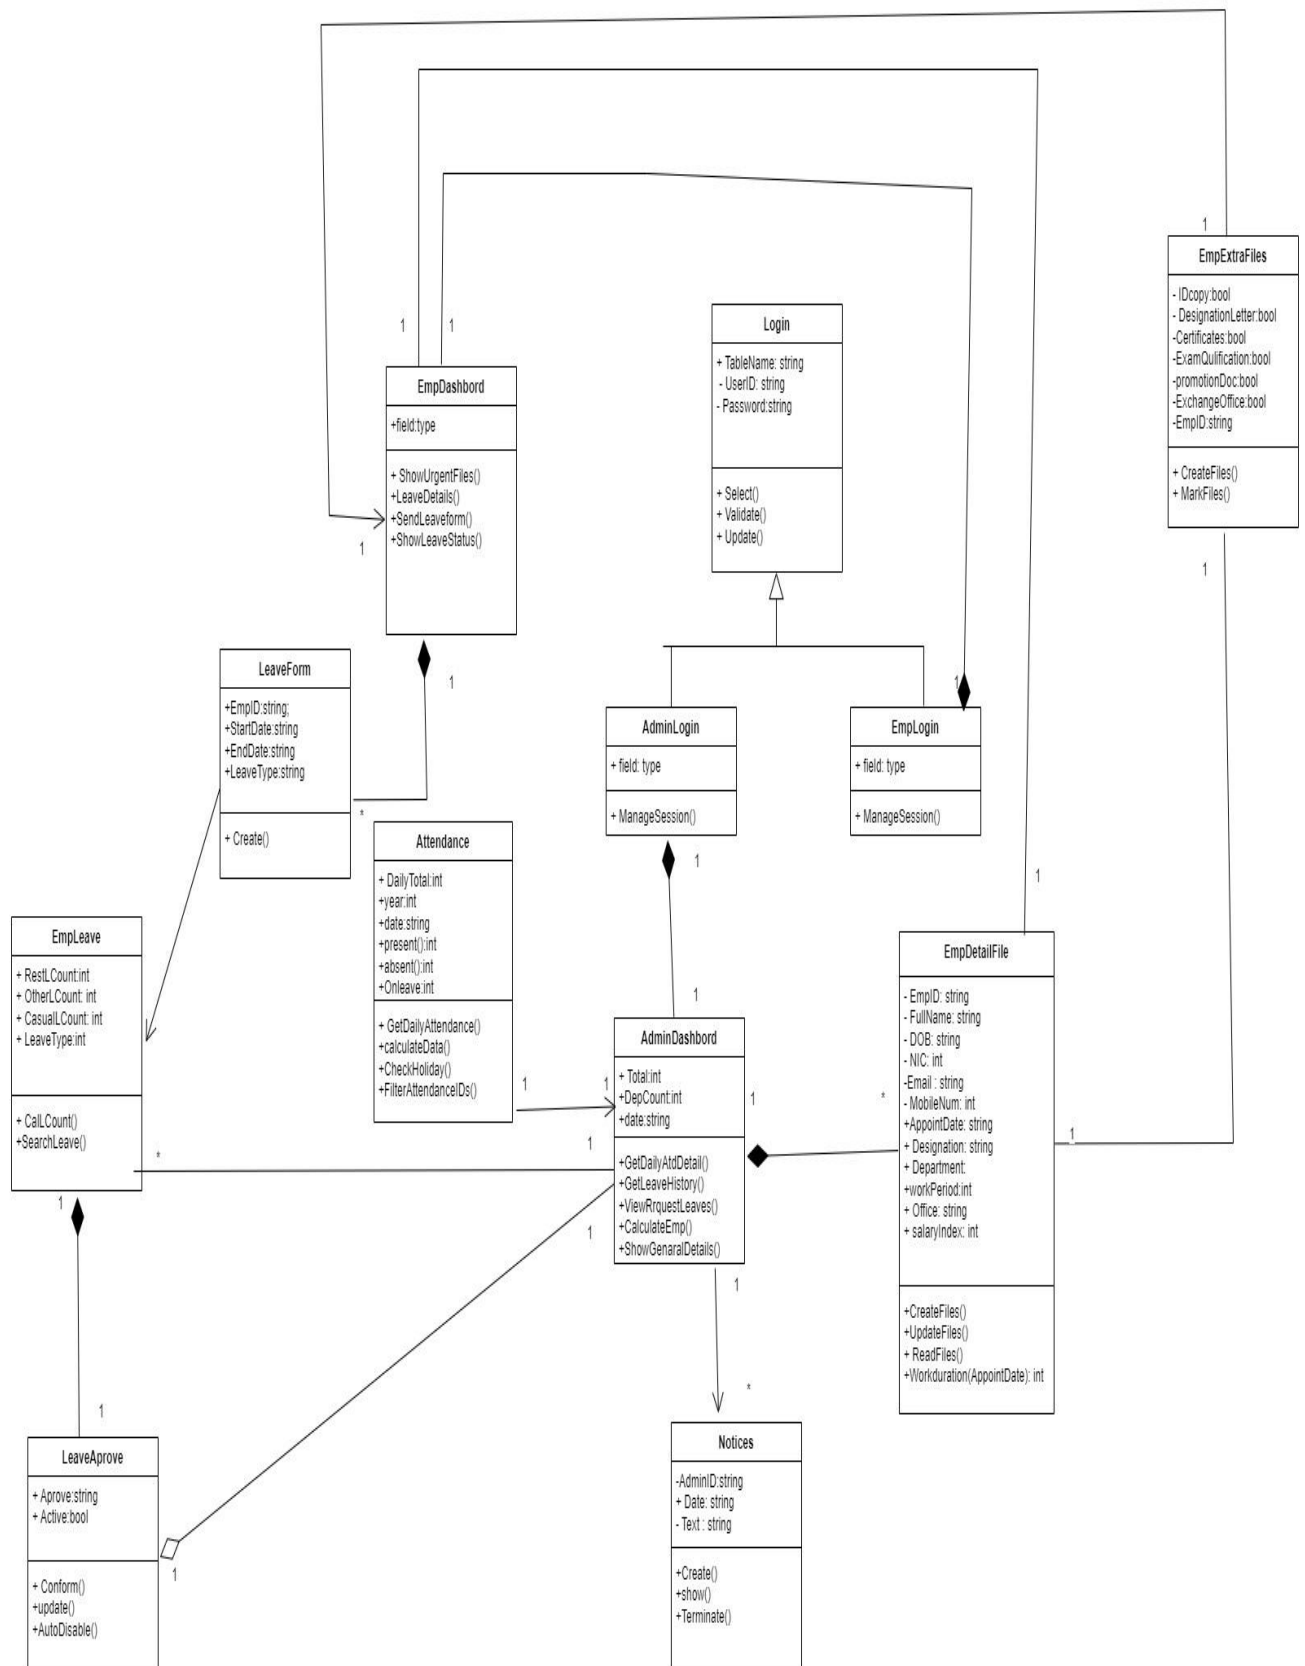 1
EmpExtraFiles
- IDcopy:bool
- DesignationLetter:bool
-Certificates:bool
-ExamQulification:bool
-promotionDoc:bool
-ExchangeOffice:bool
-EmpID:string
+ CreateFiles()
+ MarkFiles()
1
1
1
EmpDashbord
+field:type
+ ShowUrgentFiles()
+LeaveDetails()
+SendLeaveform()
+ShowLeaveStatus()
1
1
Login
+ TableName: string
- UserID: string
- Password:string
+ Select()
+ Validate()
+ Update()
LeaveForm
+EmpID:string;
+StartDate:string
+EndDate:string
+LeaveType:string
+ Create()
*
AdminLogin
+ field: type
+ ManageSession()
1
1
EmpLogin
+ field: type
+ ManageSession()
Attendance
+ DailyTotal:int
+year:int
+date:string
+present():int
+absent():int
+Onleave:int
+ GetDailyAttendance()
+calculateData()
+CheckHoliday()
+FilterAttendanceIDs()
1
1
EmpLeave
+ RestLCount:int
+ OtherLCount: int
+ CasualLCount: int
+ LeaveType:int
+ CalLCount()
+SearchLeave()
*
1
1
AdminDashbord
+ Total:int
+DepCount:int
+date:string
+GetDailyAtdDetail()
+GetLeaveHistory()
+ViewRrquestLeaves()
+CalculateEmp()
+ShowGenaralDetails()
1
1
1
1
*
1
EmpDetailFile
- EmpID: string
- FullName: string
- DOB: string
- NIC: int
-Email : string
- MobileNum: int
+AppointDate: string
+ Designation: string
+ Department:
+workPeriod:int
+ Office: string
+ salaryIndex: int
+CreateFiles()
+UpdateFiles()
+ ReadFiles()
+Workduration(AppointDate): int
1
1
LeaveAprove
+ Aprove:string
+ Active:bool
+ Conform()
+update()
+AutoDisable()
1
*
Notices
-AdminID:string
+ Date: string
- Text : string
+Create()
+show()
+Terminate()